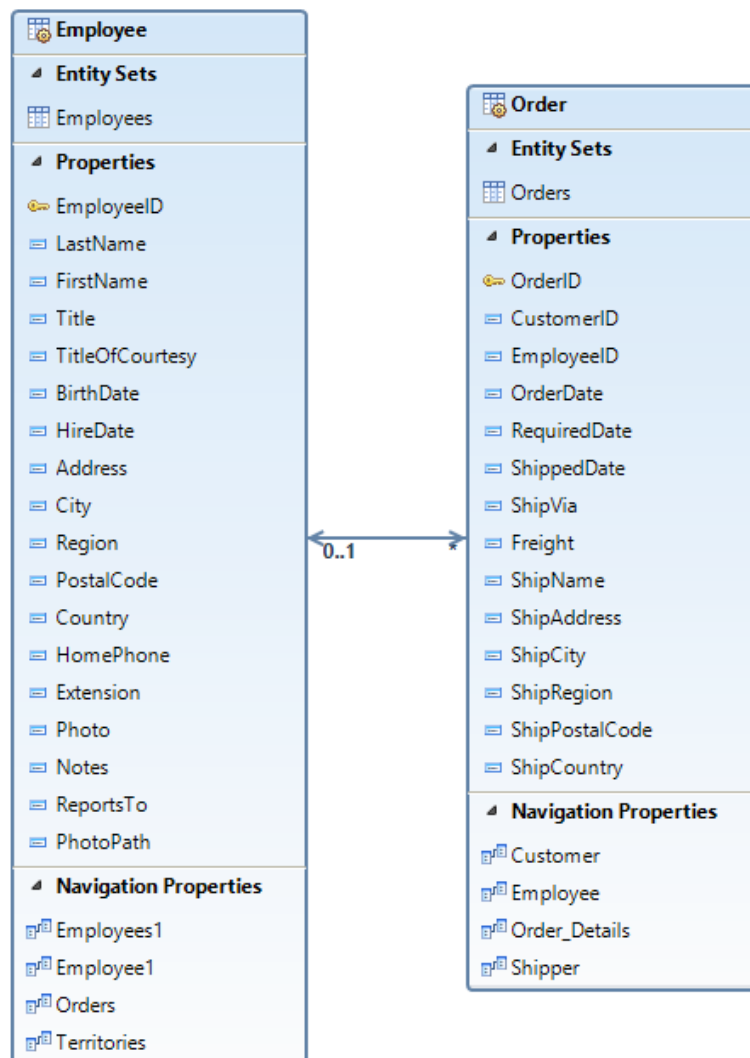 Employee
Entity Sets
Employees
Properties
EmployeeID
LastName
FirstName
Title
TitleOfCourtesy
BirthDate
HireDate
Address
City
Region
PostalCode
Country
HomePhone
Extension
Photo
Notes
ReportsTo
PhotoPath
Navigation Properties
Employees1
Employee1
Orders
Territories
0..1
*
Order
Entity Sets
Orders
Properties
OrderID
CustomerID
EmployeeID
OrderDate
RequiredDate
ShippedDate
ShipVia
Freight
ShipName
ShipAddress
ShipCity
ShipRegion
ShipPostalCode
ShipCountry
Navigation Properties
Customer
Employee
Order_Details
Shipper